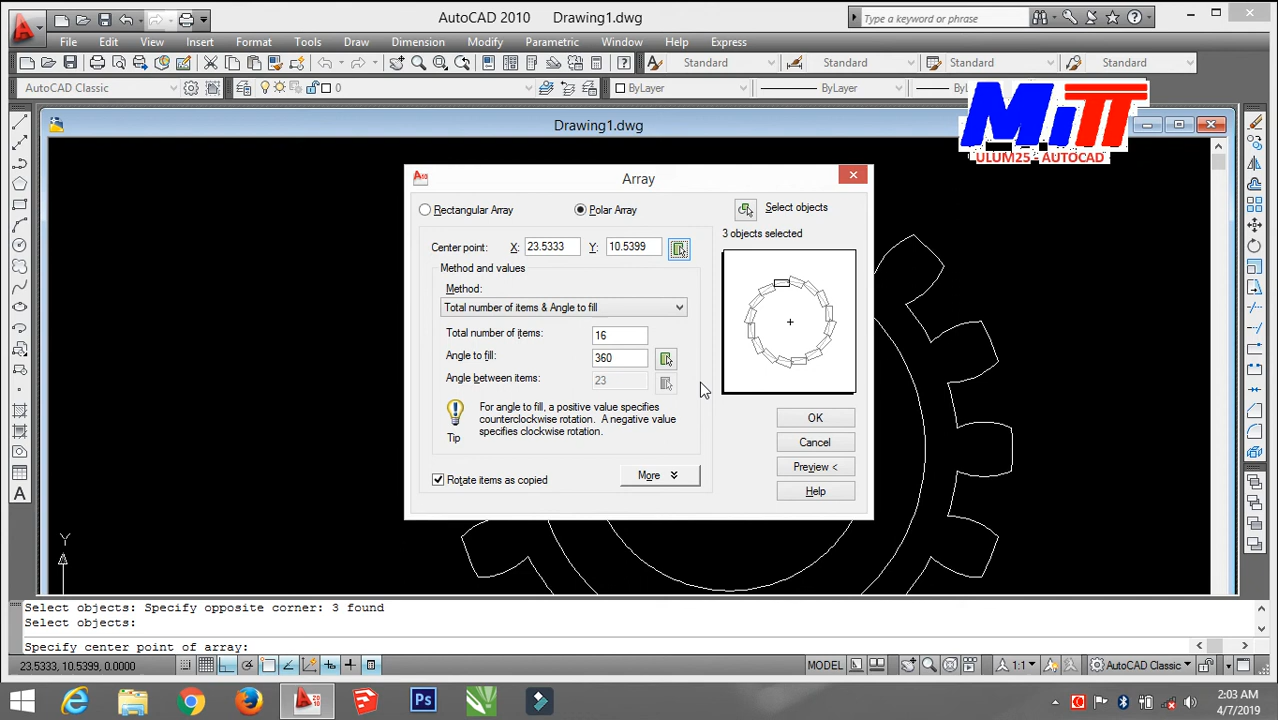 AutoCAD 2010 Drawing1.dwg
Type a keyword or phrase
File Edit View Insert Format Tools Draw Dimension Modify Parametric Window Help Express
Standard Standard Standard Standard
AutoCAD Classic 0 ByLayer ByLayer ByL
MiTT
ULUM25 - AUTOCAD
Drawing1.dwg
Array
Rectangular Array Polar Array Select objects
3 objects selected
Center point: X: 23.5333 Y: 10.5399
Method and values
Method:
Total number of items & Angle to fill
Total number of items: 16
Angle to fill: 360
Angle between items: 23
For angle to fill, a positive value specifies
counterclockwise rotation. A negative value
specifies clockwise rotation.
Tip
OK
Cancel
Preview <
Help
Rotate items as copied More
Y
Select objects: Specify opposite corner: 3 found
Select objects:
Specify center point of array:
23.5333, 10.5399, 0.0000 MODEL 1:1 AutoCAD Classic
2:03 AM
4/7/2019